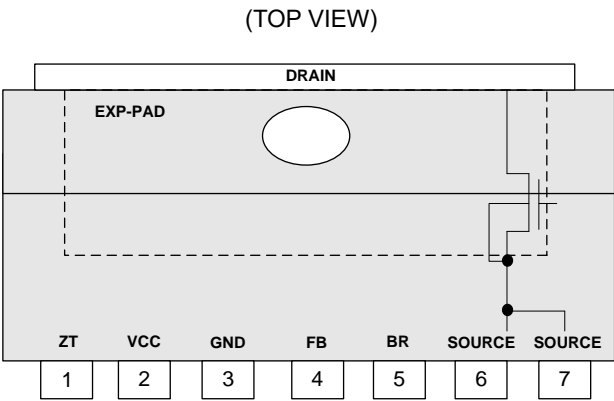 (TOP VIEW)
DRAIN
EXP-PAD
ZT VCC GND FB BR SOURCE SOURCE
1 2 3 4 5 6 7